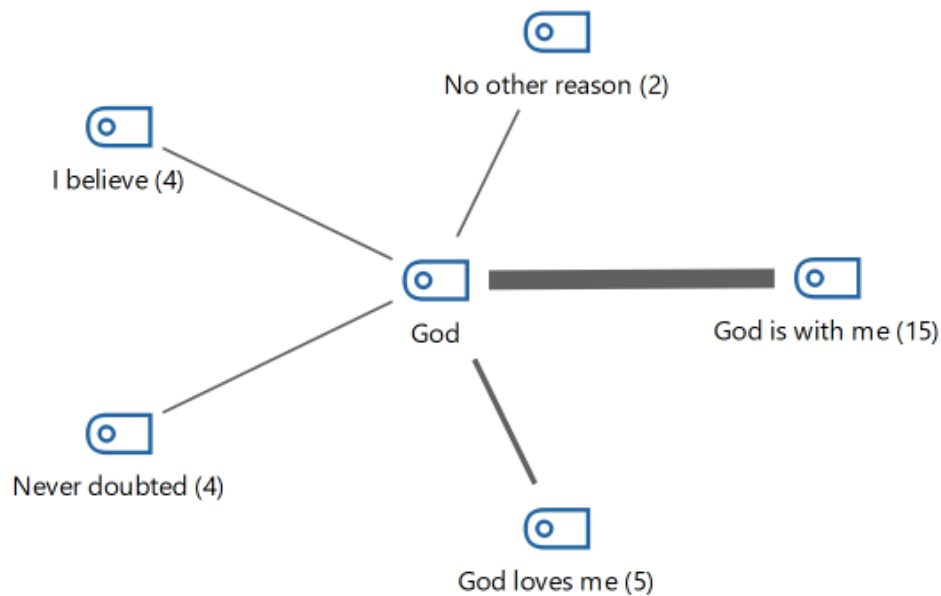 No other reason (2)
I believe (4)
God
God is with me (15)
Never doubted (4)
God loves me (5)